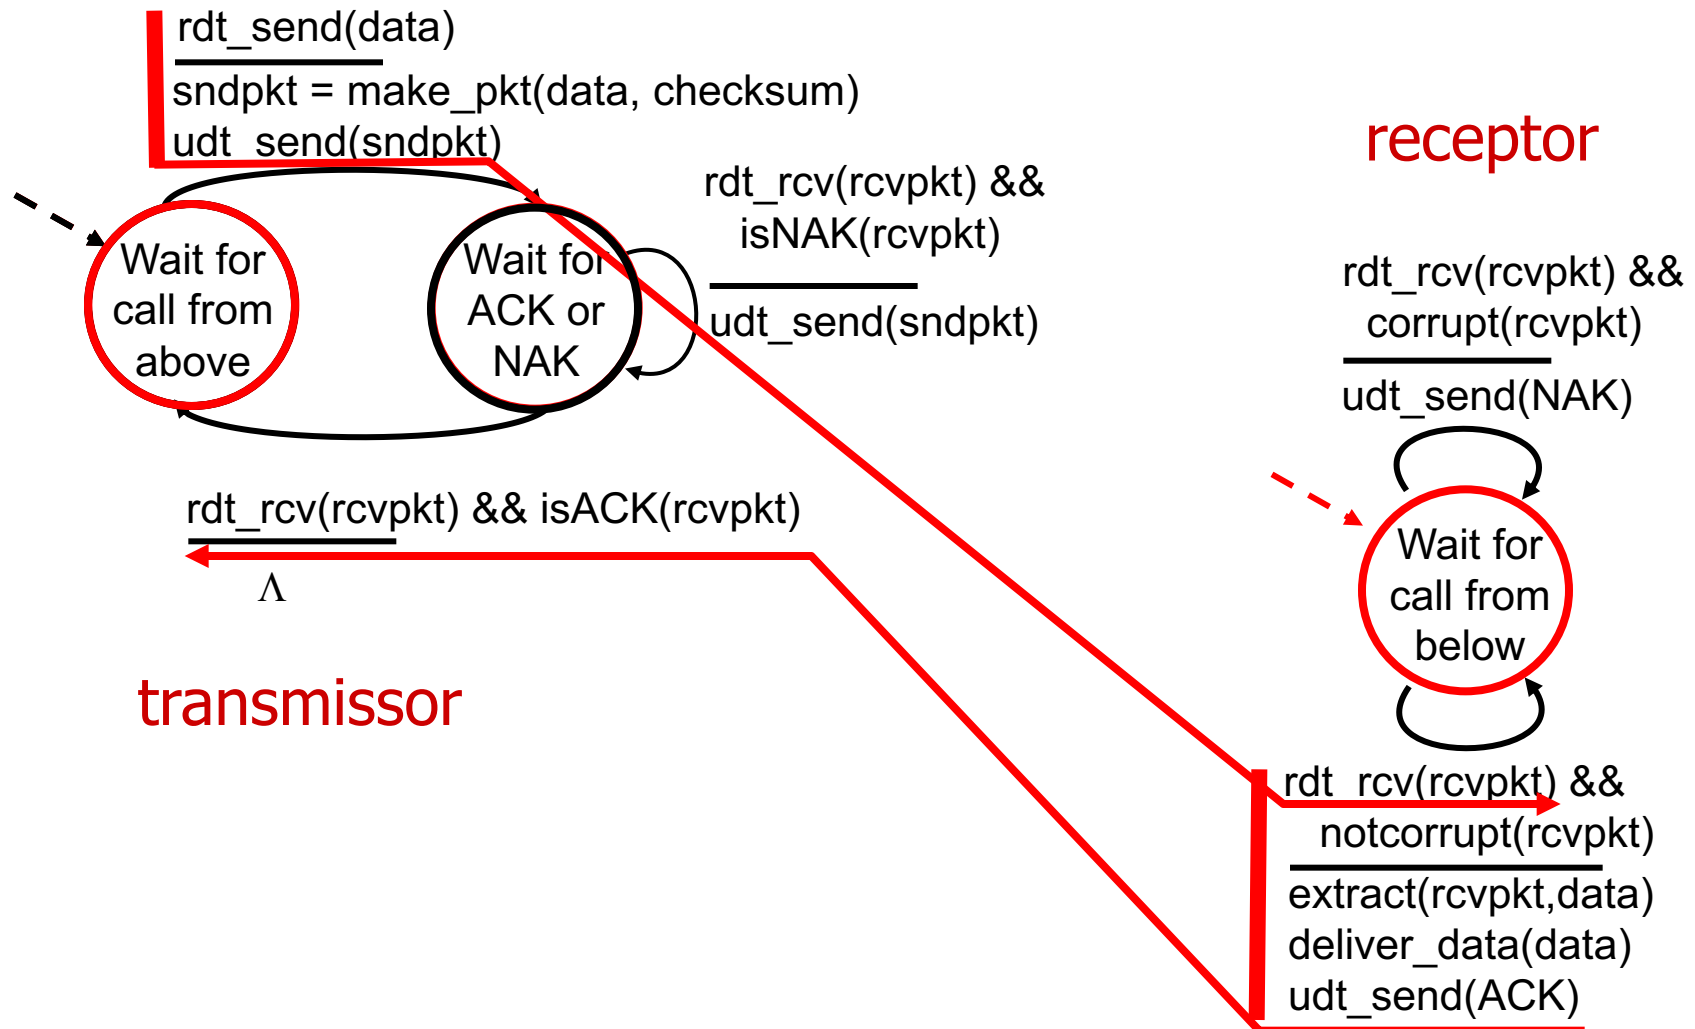 rdt_send(data)
sndpkt = make_pkt(data, checksum)
udt_send(sndpkt)
Wait for
call from
above
Wait for
ACK or
NAK
rdt_rcv(rcvpkt) &&
isNAK(rcvpkt)
udt_send(sndpkt)
rdt_rcv(rcvpkt) && isACK(rcvpkt)
Λ
transmissor
receptor
rdt_rcv(rcvpkt) &&
corrupt(rcvpkt)
udt_send(NAK)
Wait for
call from
below
rdt_rcv(rcvpkt) &&
notcorrupt(rcvpkt)
extract(rcvpkt,data)
deliver_data(data)
udt_send(ACK)